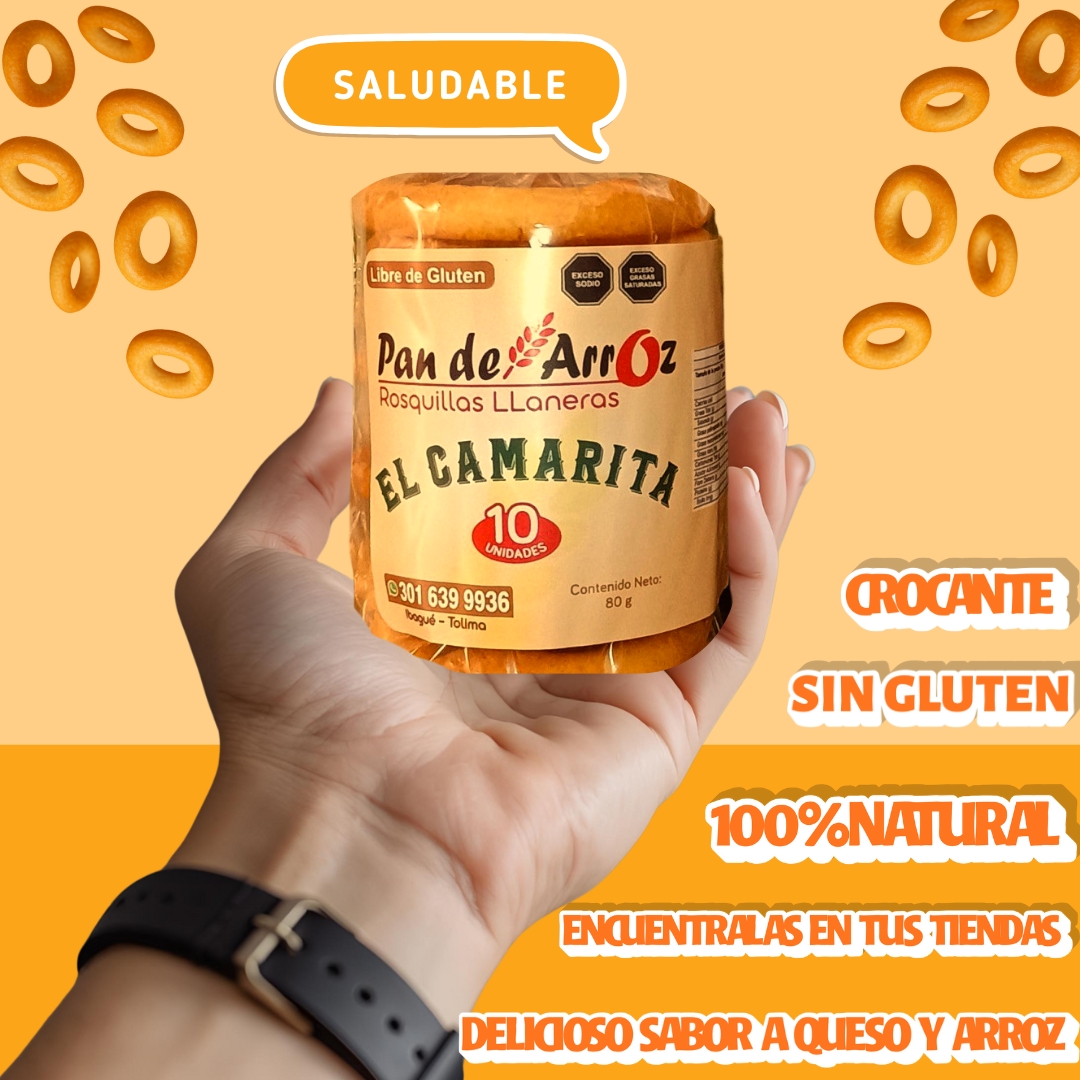 SALUDABLE
Libre de Gluten
EXCESO
SODIO
EXCESO
GRASAS
SATURADAS
Pan de ArrOz
Rosquillas LLaneras
EL CAMARITA
10
UNIDADES
301 639 9936
Ibagué - Tolima
Contenido Neto:
80 g
CROCANTE
SIN GLUTEN
100%NATURAL
ENCUENTRALAS EN TUS TIENDAS
DELICIOSO SABOR A QUESO Y ARROZ